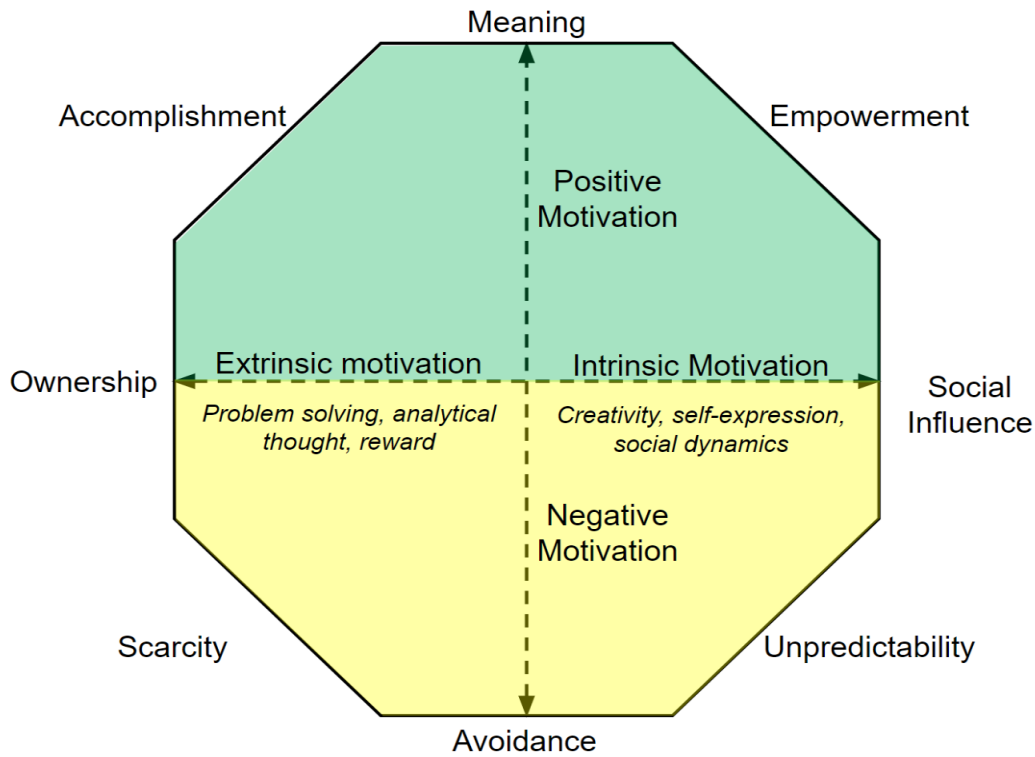 Meaning
Accomplishment
Empowerment
Positive
Motivation
Extrinsic motivation
Intrinsic Motivation
Ownership
Social
Influence
Problem solving, analytical
thought, reward
Creativity, self-expression,
social dynamics
Negative
Motivation
Scarcity
Unpredictability
Avoidance